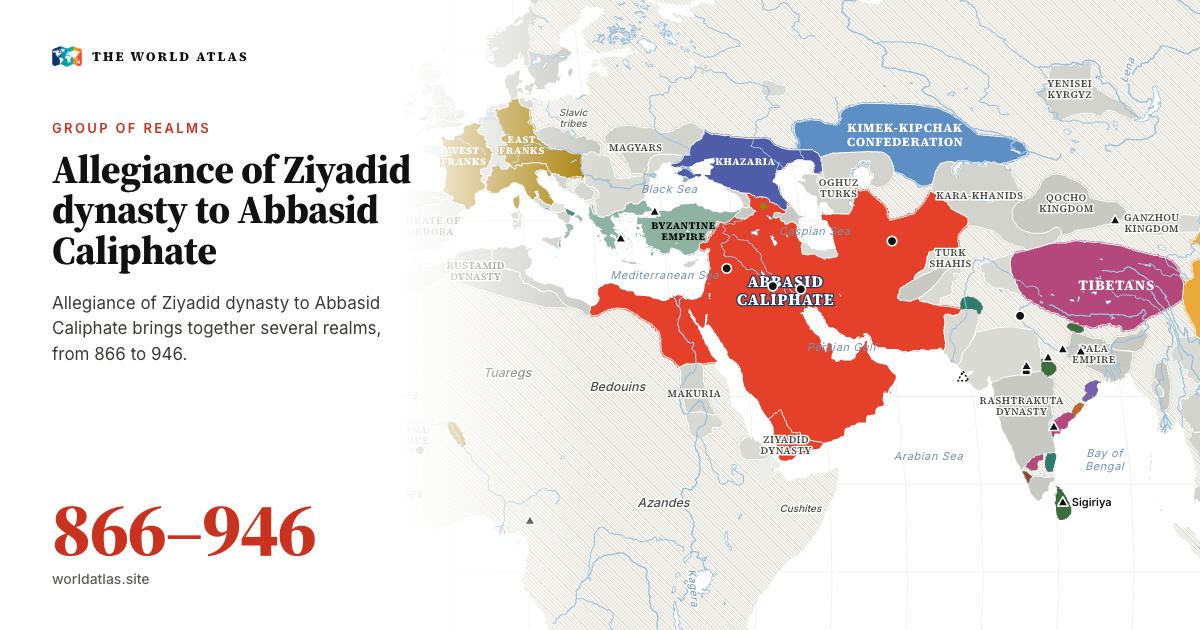 THE WORLD ATLAS
GROUP OF REALMS
Allegiance of Ziyadid
dynasty to Abbasid
Caliphate
Allegiance of Ziyadid dynasty to Abbasid
Caliphate brings together several realms,
from 866 to 946.
866–946
worldatlas.site
Lena
YENISEI
KYRGYZ
Slavic
tribes
KIMEK-KIPCHAK
CONFEDERATION
EAST
FRANKS
WEST
FRANKS
MAGYARS
KHAZARIA
OGHUZ
TURKS
Black Sea
KARA-KHANIDS
QOCHO
KINGDOM
GANZHOU
KINGDOM
BYZANTINE
EMPIRE
Caspian Sea
TURK
SHAHIS
RUSTAMID
DYNASTY
Mediterranean Sea
ABBASID
CALIPHATE
TIBETANS
Persian Gulf
PALA
EMPIRE
Tuaregs
Bedouins
MAKURIA
RASHTRAKUTA
DYNASTY
ZIYADID
DYNASTY
Arabian Sea
Bay of
Bengal
Azandes
Cushites
Sigiriya
Kagera